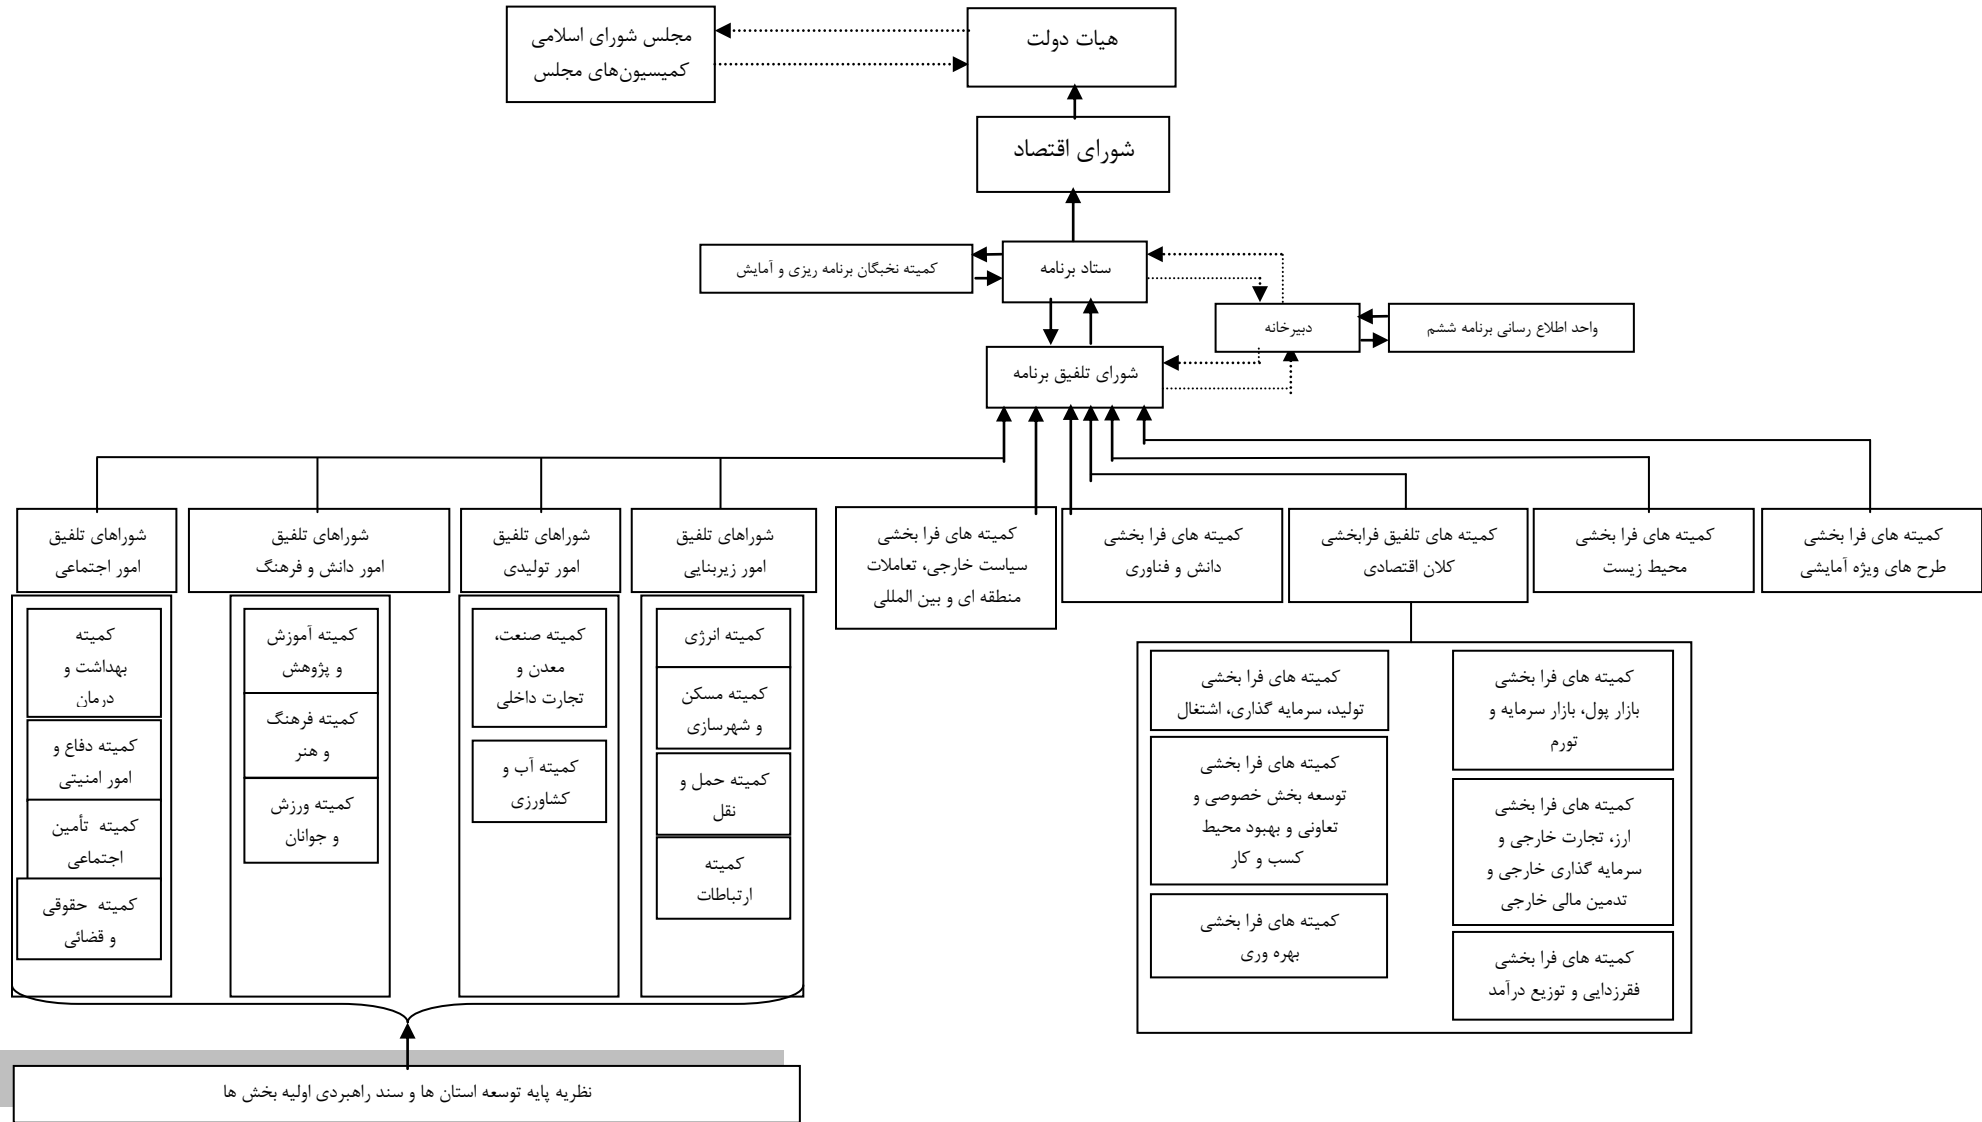 هیات دولت
مجلس شورای اسلامی
کمیسیون‌های مجلس
شورای اقتصاد
ستاد برنامه
کمیته نخبگان برنامه ریزی و آمایش
دبیرخانه
واحد اطلاع رسانی برنامه ششم
شورای تلفیق برنامه
کمیته های فرا بخشی
طرح های ویژه آمایشی
کمیته های فرا بخشی
محیط زیست
کمیته های تلفیق فرابخشی
کلان اقتصادی
کمیته های فرا بخشی
دانش و فناوری
کمیته های فرا بخشی
سیاست خارجی، تعاملات
منطقه ای و بین المللی
شوراهای تلفیق
امور زیربنایی
شوراهای تلفیق
امور تولیدی
شوراهای تلفیق
امور دانش و فرهنگ
شوراهای تلفیق
امور اجتماعی
کمیته های فرا بخشی
بازار پول، بازار سرمایه و
تورم
کمیته های فرا بخشی
ارز، تجارت خارجی و
سرمایه گذاری خارجی و
تدمین مالی خارجی
کمیته های فرا بخشی
فقرزدایی و توزیع درآمد
کمیته های فرا بخشی
تولید، سرمایه گذاری، اشتغال
کمیته های فرا بخشی
توسعه بخش خصوصی و
تعاونی و بهبود محیط
کسب و کار
کمیته های فرا بخشی
بهره وری
کمیته انرژی
کمیته مسکن
و شهرسازی
کمیته حمل و
نقل
کمیته
ارتباطات
کمیته صنعت،
معدن و
تجارت داخلی
کمیته آب و
کشاورزی
کمیته آموزش
و پژوهش
کمیته فرهنگ
و هنر
کمیته ورزش
و جوانان
کمیته
بهداشت و
درمان
کمیته دفاع و
امور امنیتی
کمیته تأمین
اجتماعی
کمیته حقوقی
و قضائی
نظریه پایه توسعه استان ها و سند راهبردی اولیه بخش ها